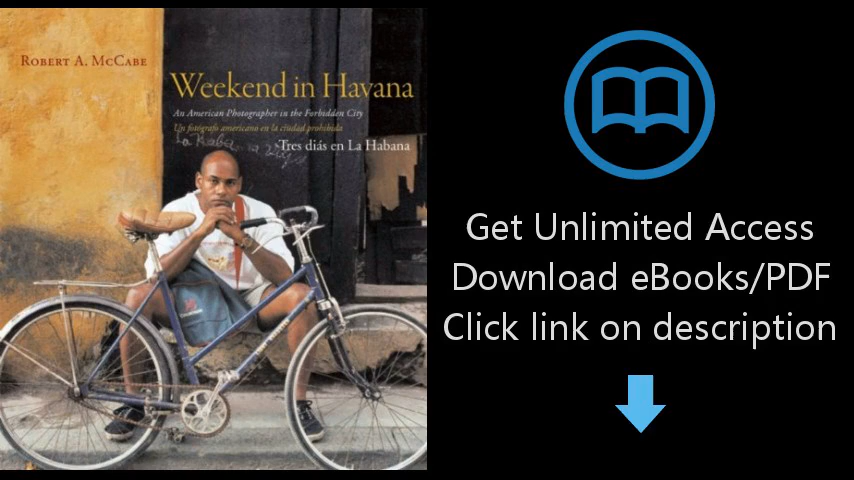 ROBERT A. MCCABE
Weekend in Havana
An American Photographer in the Forbidden City
Un fotógrafo americano en la ciudad prohibida
Tres diás en La Habana
Get Unlimited Access
Download eBooks/PDF
Click link on description